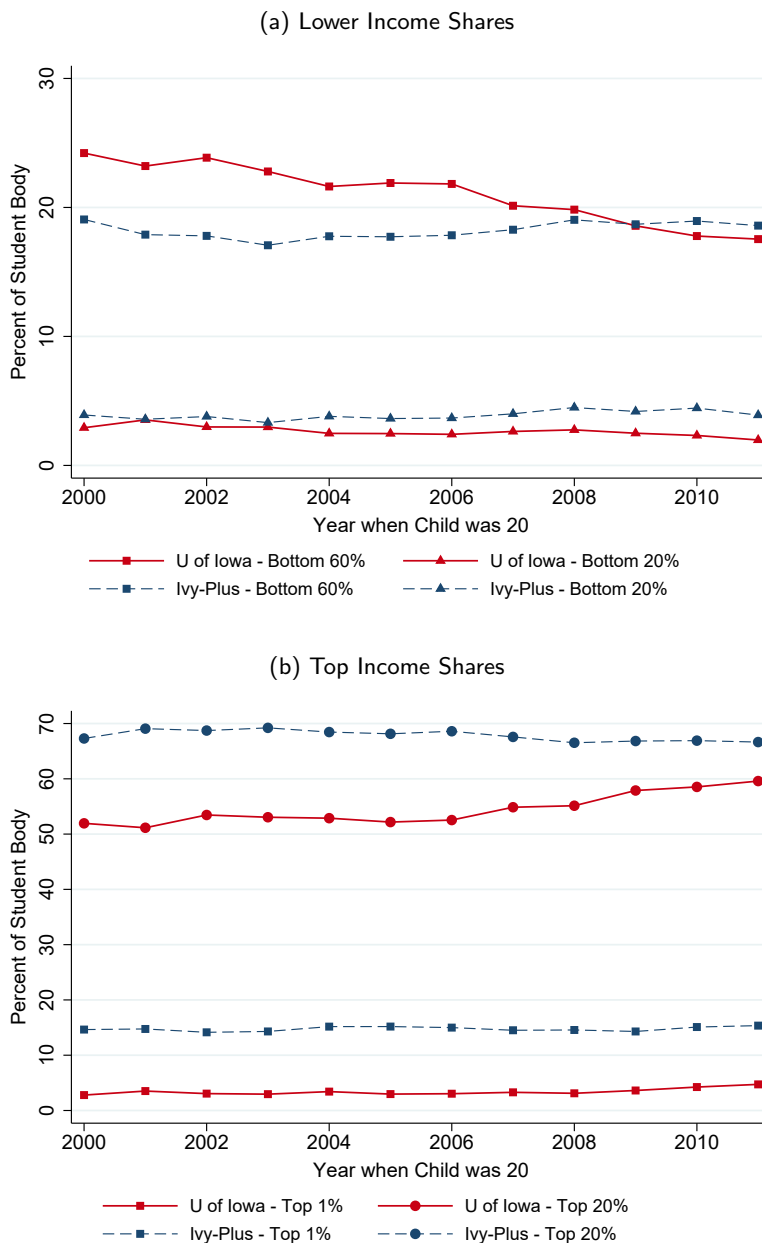 (a) Lower Income Shares
30
20
10
0
Percent of Student Body
2000 2002 2004 2006 2008 2010
Year when Child was 20
U of Iowa - Bottom 60% U of Iowa - Bottom 20%
Ivy-Plus - Bottom 60% Ivy-Plus - Bottom 20%
(b) Top Income Shares
70
60
50
40
30
20
10
0
Percent of Student Body
2000 2002 2004 2006 2008 2010
Year when Child was 20
U of Iowa - Top 1% U of Iowa - Top 20%
Ivy-Plus - Top 1% Ivy-Plus - Top 20%